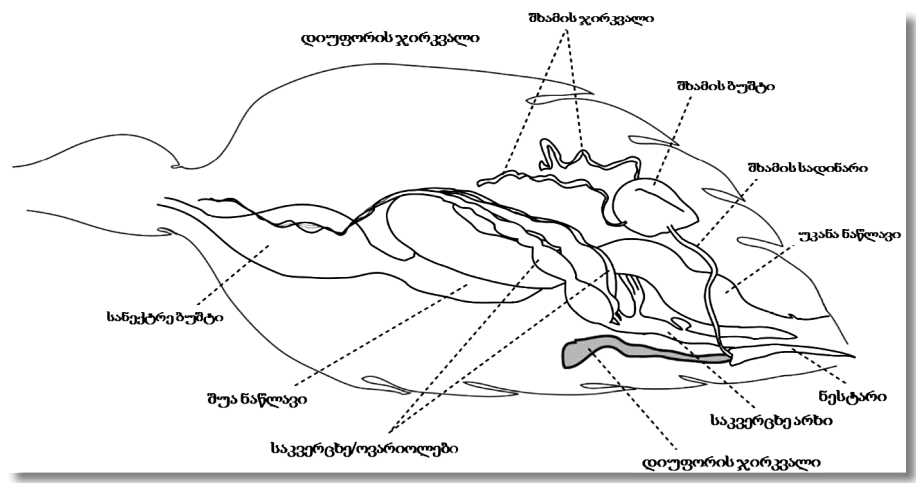 შხამის ჯირკვალი
დიუფორის ჯირკვალი
შხამის ბუშტი
შხამის სადინარი
უკანა ნაწლავი
სანექტრე ბუშტი
შუა ნაწლავი
ნესტარი
საკვერცხე არხი
საკვერცხე/ოვარიოლები
დიუფორის ჯირკვალი